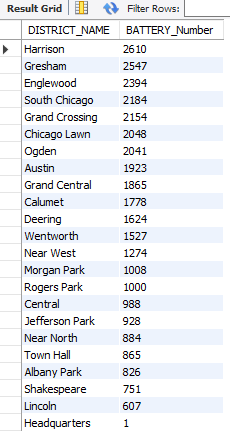 Result Grid Filter Rows:
DISTRICT_NAME BATTERY_Number
Harrison 2610
Gresham 2547
Englewood 2394
South Chicago 2184
Grand Crossing 2154
Chicago Lawn 2048
Ogden 2041
Austin 1923
Grand Central 1865
Calumet 1778
Deering 1624
Wentworth 1527
Near West 1274
Morgan Park 1008
Rogers Park 1000
Central 988
Jefferson Park 928
Near North 884
Town Hall 865
Albany Park 826
Shakespeare 751
Lincoln 607
Headquarters 1